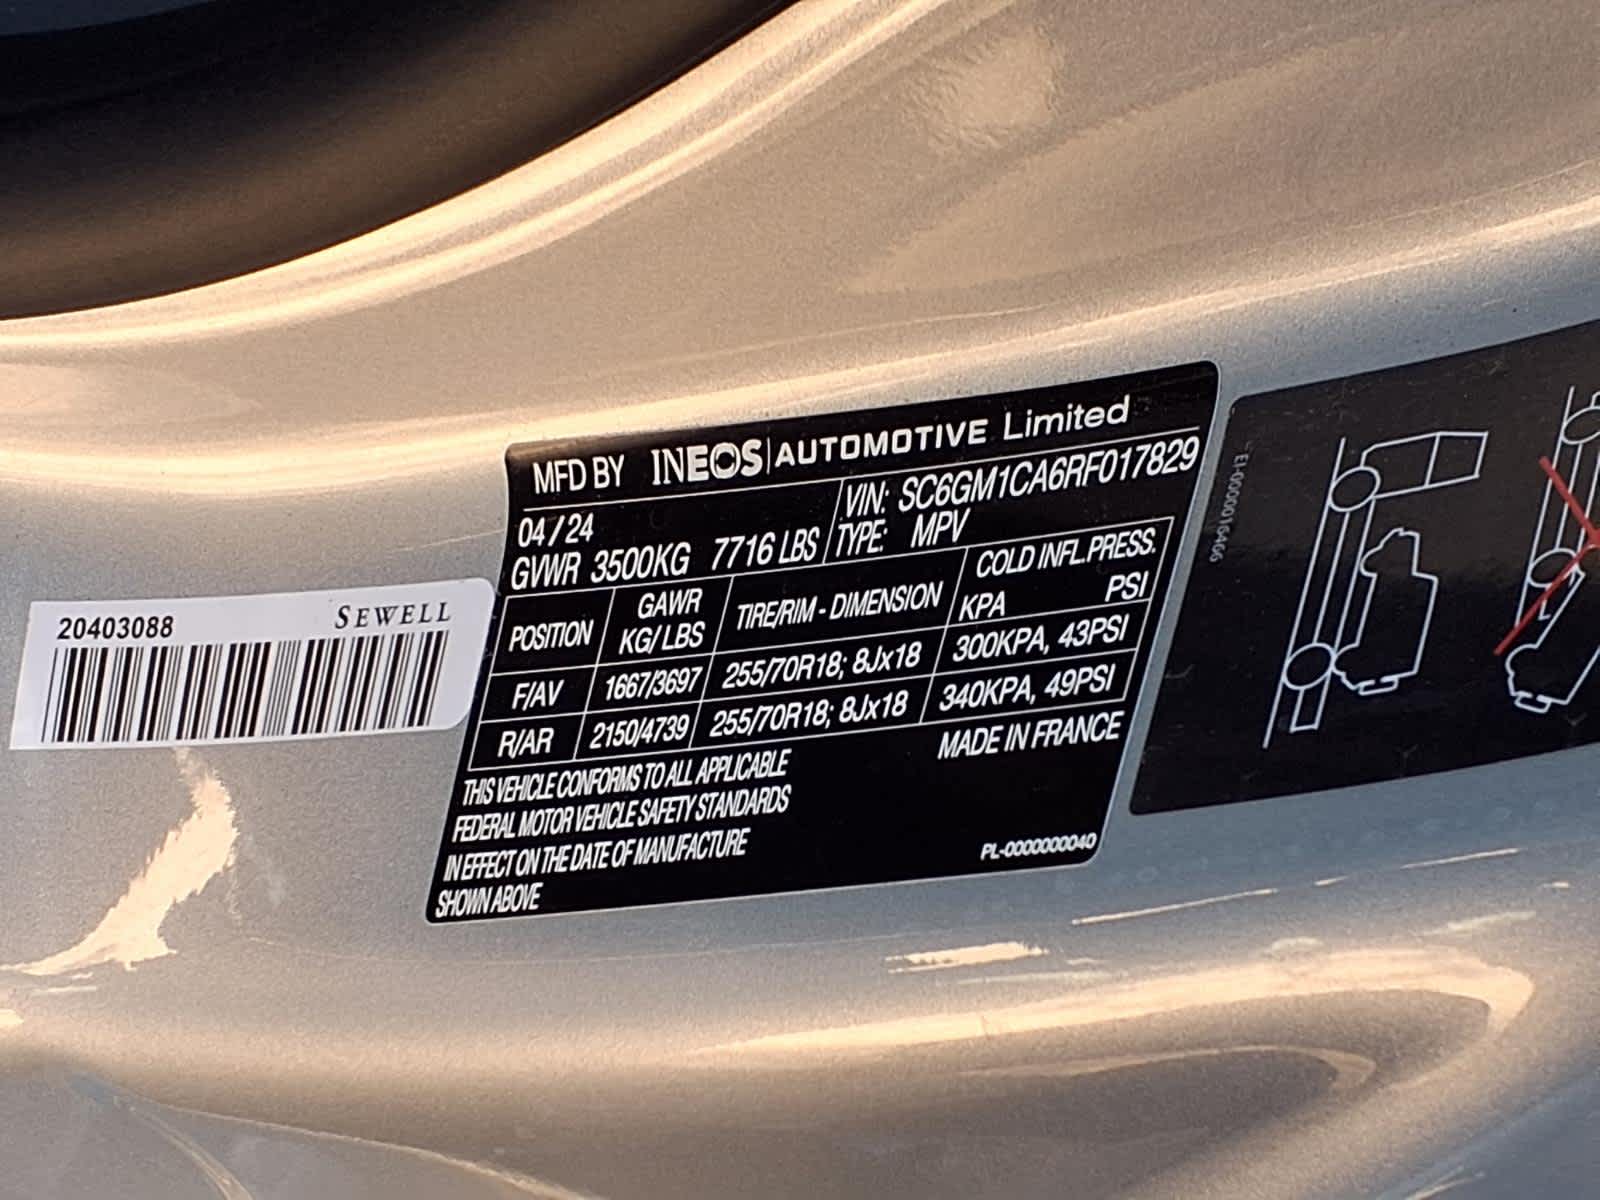 MFD BY INEOS AUTOMOTIVE Limited
04/24
VIN: SC6GM1CA6RF017829
GVWR 3500KG 7716 LBS
TYPE: MPV
POSITION
GAWR
KG/LBS
TIRE/RIM - DIMENSION
COLD INFL.PRESS.
KPA PSI
F/AV 1667/3697 255/70R18; 8Jx18 300KPA, 43PSI
R/AR 2150/4739 255/70R18; 8Jx18 340KPA, 49PSI
MADE IN FRANCE
THIS VEHICLE CONFORMS TO ALL APPLICABLE
FEDERAL MOTOR VEHICLE SAFETY STANDARDS
IN EFFECT ON THE DATE OF MANUFACTURE
SHOWN ABOVE
PL-0000000040
20403088 SEWELL
EI-0000016466